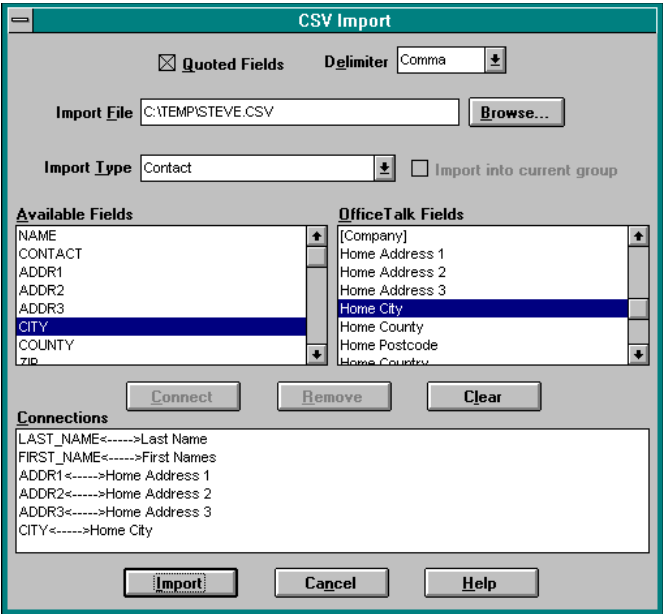 CSV Import
Quoted Fields Delimiter Comma
Import File C:\TEMP\STEVE.CSV Browse...
Import Type Contact Import into current group
Available Fields OfficeTalk Fields
NAME [Company]
CONTACT Home Address 1
ADDR1 Home Address 2
ADDR2 Home Address 3
ADDR3 Home City
CITY Home County
COUNTY Home Postcode
ZIP Home Country
Connect Remove Clear
Connections
LAST_NAME<----->Last Name
FIRST_NAME<----->First Names
ADDR1<----->Home Address 1
ADDR2<----->Home Address 2
ADDR3<----->Home Address 3
CITY<----->Home City
Import Cancel Help